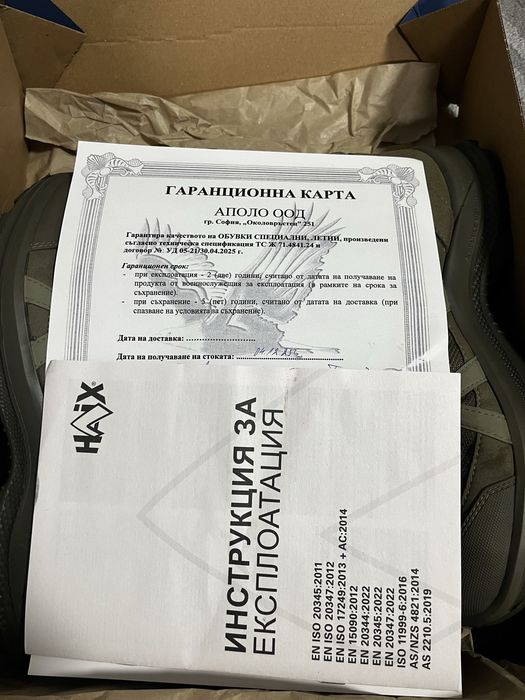 ГАРАНЦИОННА КАРТА
АПОЛО ООД
гр. София, „Околовръстен" 251
Гарантира качеството на ОБУВКИ СПЕЦИАЛНИ, ЛЕТНИ, произведени
съгласно техническа спецификация ТС Ж 71.4841.24 и
договор №: УД 05-21/30.04.2025 г.
Гаранционен срок:
- при експлоатация - 2 (две) години, считано от датата на получаване на
продукта от военнослужещия за експлоатация (в рамките на срока за
съхранение).
- при съхранение - 5 (пет) години, считано от датата на доставка (при
спазване на условията за съхранение).
Дата на доставка: ..........................
Дата на получаване на стоката:
HAIX®
ИНСТРУКЦИЯ ЗА
ЕКСПЛОАТАЦИЯ
EN ISO 20345:2011
EN ISO 20347:2012
EN ISO 17249:2013 + AC:2014
EN 15090:2012
EN 20344:2022
EN 20345:2022
EN 20347:2022
ISO 11999-6:2016
AS/NZS 4821:2014
AS 2210.5:2019